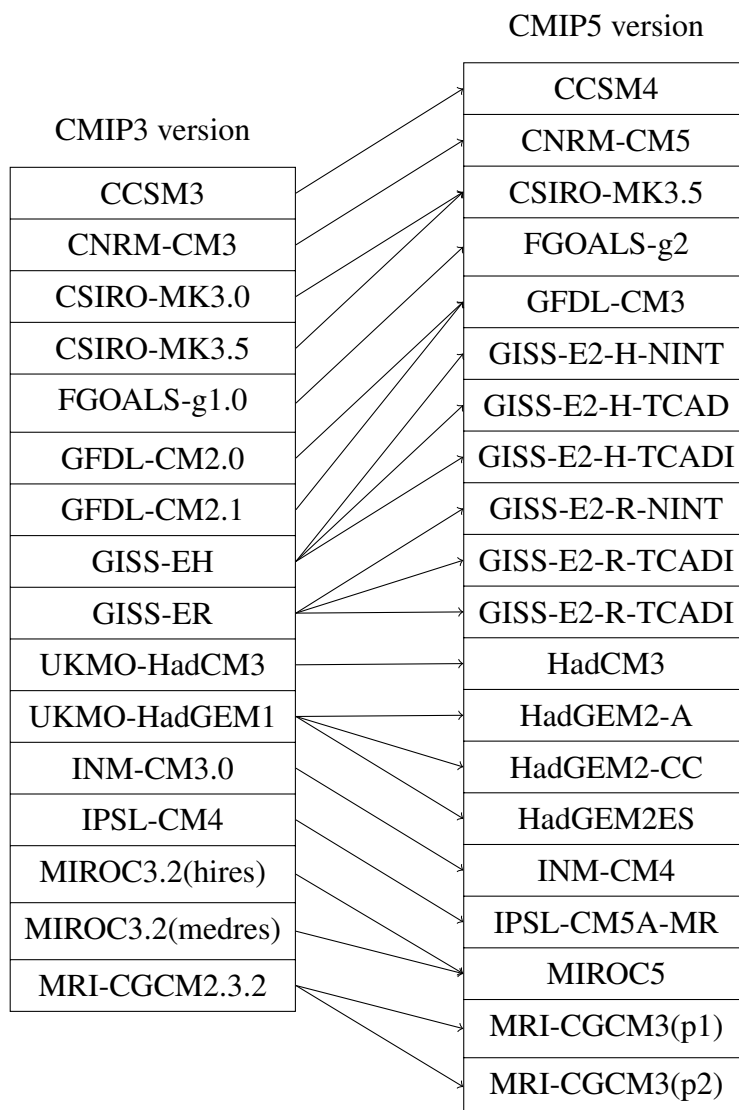 CMIP5 version
CCSM4
CNRM-CM5
CSIRO-MK3.5
FGOALS-g2
GFDL-CM3
GISS-E2-H-NINT
GISS-E2-H-TCAD
GISS-E2-H-TCADI
GISS-E2-R-NINT
GISS-E2-R-TCADI
GISS-E2-R-TCADI
HadCM3
HadGEM2-A
HadGEM2-CC
HadGEM2ES
INM-CM4
IPSL-CM5A-MR
MIROC5
MRI-CGCM3(p1)
MRI-CGCM3(p2)
CMIP3 version
CCSM3
CNRM-CM3
CSIRO-MK3.0
CSIRO-MK3.5
FGOALS-g1.0
GFDL-CM2.0
GFDL-CM2.1
GISS-EH
GISS-ER
UKMO-HadCM3
UKMO-HadGEM1
INM-CM3.0
IPSL-CM4
MIROC3.2(hires)
MIROC3.2(medres)
MRI-CGCM2.3.2